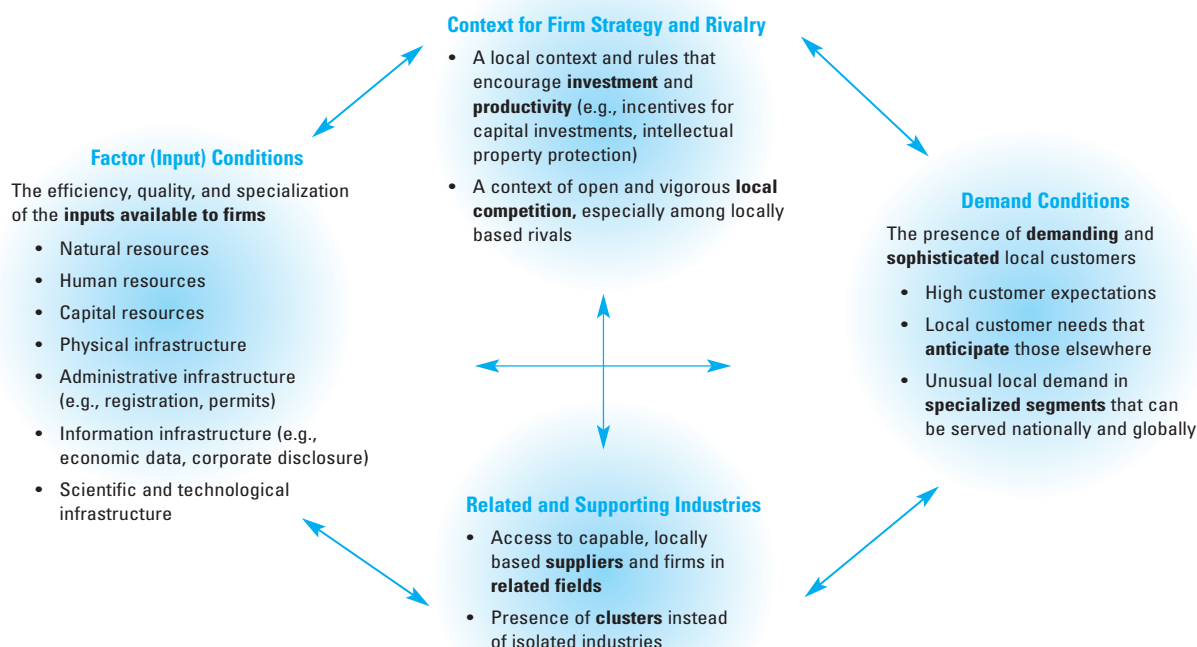 Context for Firm Strategy and Rivalry
• A local context and rules that
encourage investment and
productivity (e.g., incentives for
capital investments, intellectual
property protection)
• A context of open and vigorous local
competition, especially among locally
based rivals
Factor (Input) Conditions
The efficiency, quality, and specialization
of the inputs available to firms
• Natural resources
• Human resources
• Capital resources
• Physical infrastructure
• Administrative infrastructure
(e.g., registration, permits)
• Information infrastructure (e.g.,
economic data, corporate disclosure)
• Scientific and technological
infrastructure
Demand Conditions
The presence of demanding and
sophisticated local customers
• High customer expectations
• Local customer needs that
anticipate those elsewhere
• Unusual local demand in
specialized segments that can
be served nationally and globally
Related and Supporting Industries
• Access to capable, locally
based suppliers and firms in
related fields
• Presence of clusters instead
of isolated industries